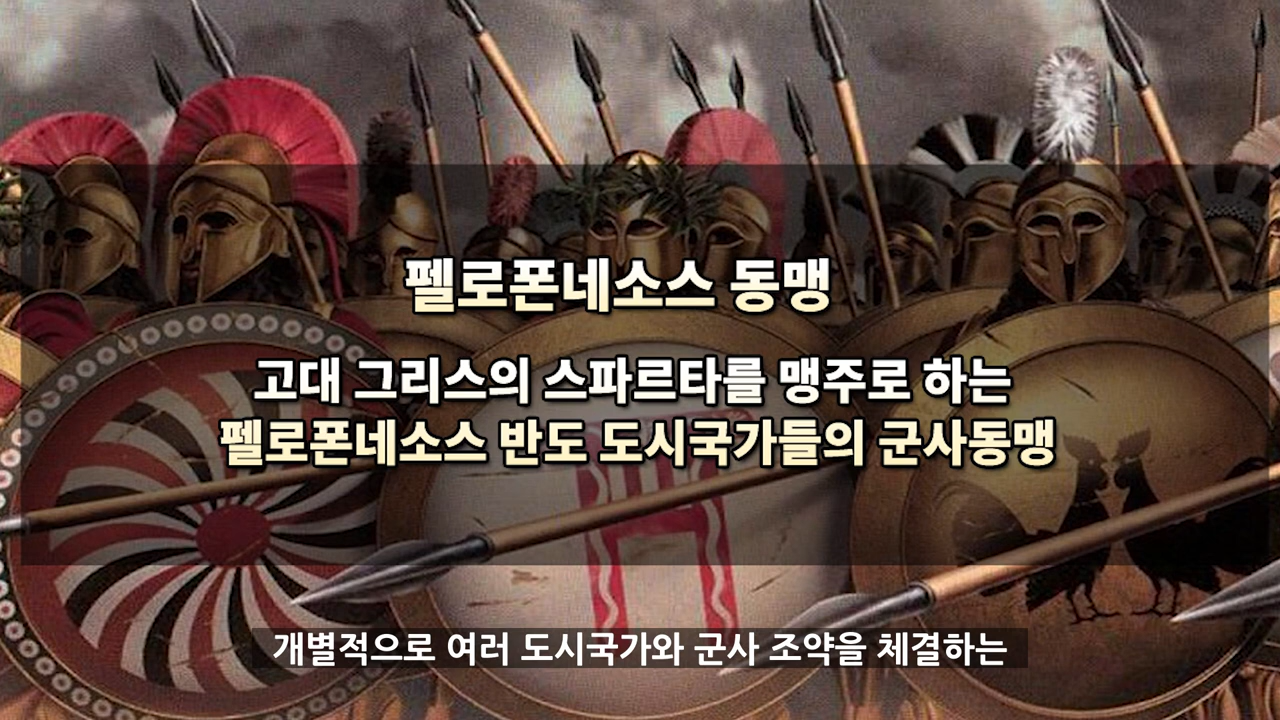 펠로폰네소스 동맹
고대 그리스의 스파르타를 맹주로 하는
펠로폰네소스 반도 도시국가들의 군사동맹
개별적으로 여러 도시국가와 군사 조약을 체결하는